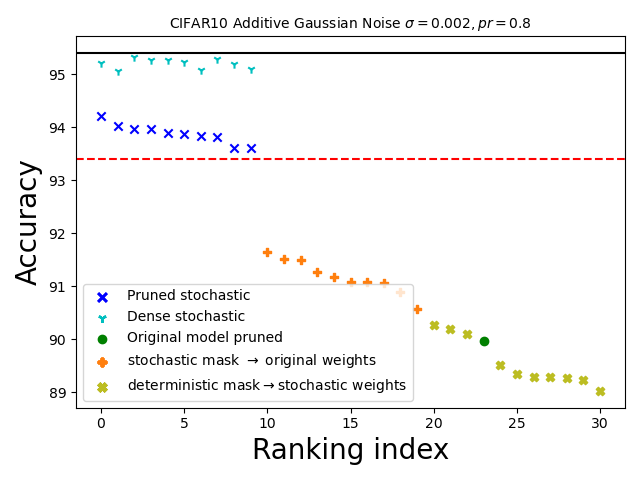 CIFAR10 Additive Gaussian Noise σ = 0.002, pr = 0.8
Accuracy
95
94
93
92
91
90
89
Pruned stochastic
Dense stochastic
Original model pruned
stochastic mask → original weights
deterministic mask → stochastic weights
0 5 10 15 20 25 30
Ranking index